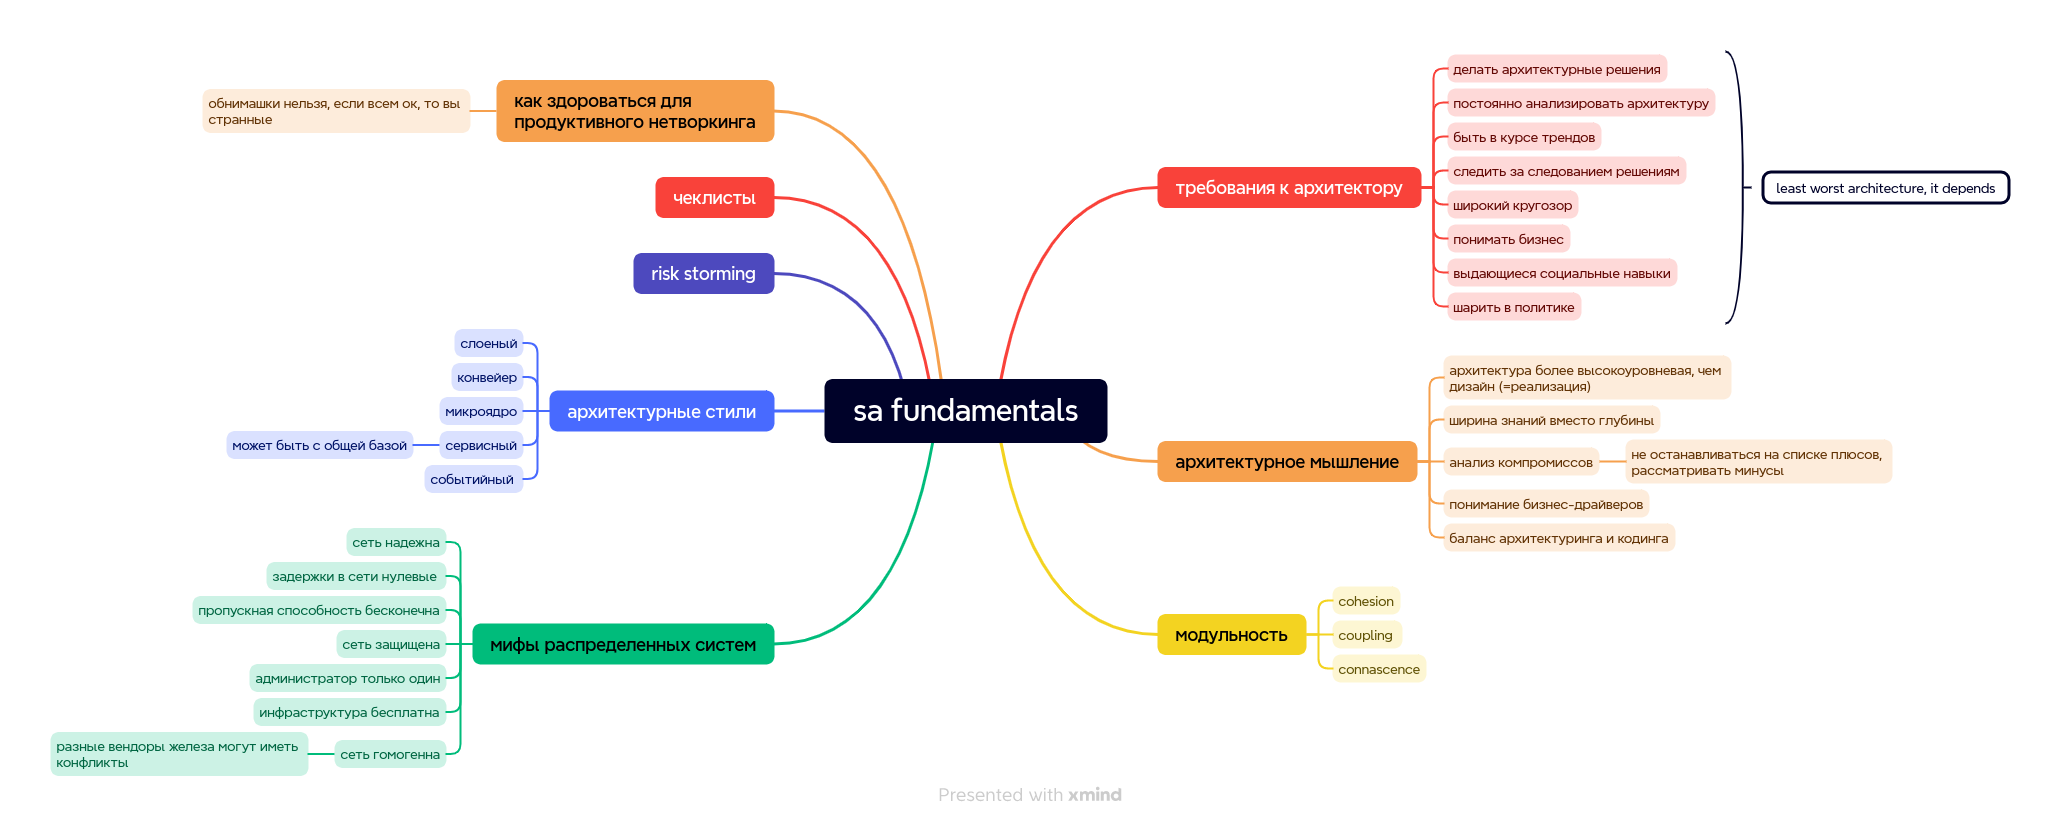 sa fundamentals
требования к архитектору
делать архитектурные решения
постоянно анализировать архитектуру
быть в курсе трендов
следить за следованием решениям
широкий кругозор
понимать бизнес
выдающиеся социальные навыки
шарить в политике
least worst architecture, it depends
архитектурное мышление
архитектура более высокоуровневая, чем
дизайн (=реализация)
ширина знаний вместо глубины
анализ компромиссов
не останавливаться на списке плюсов,
рассматривать минусы
понимание бизнес-драйверов
баланс архитектуринга и кодинга
модульность
cohesion
coupling
connascence
как здороваться для
продуктивного нетворкинга
обнимашки нельзя, если всем ок, то вы
странные
чеклисты
risk storming
архитектурные стили
слоеный
конвейер
микроядро
сервисный
может быть с общей базой
событийный
мифы распределенных систем
сеть надежна
задержки в сети нулевые
пропускная способность бесконечна
сеть защищена
администратор только один
инфраструктура бесплатна
сеть гомогенна
разные вендоры железа могут иметь
конфликты
Presented with xmind